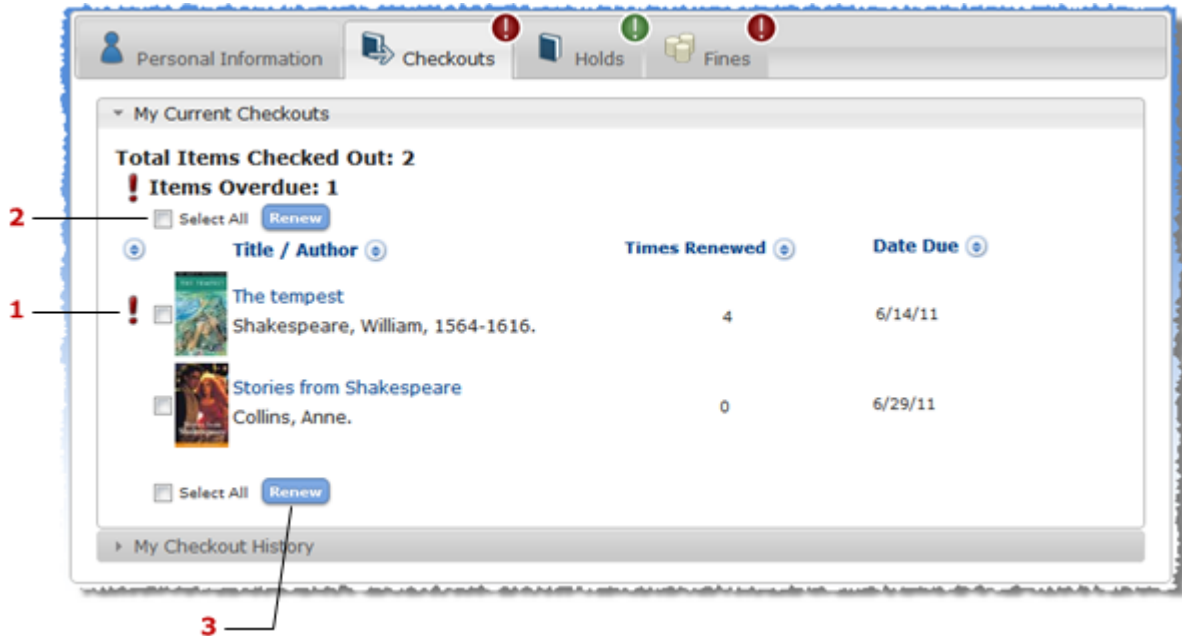 Personal Information
Checkouts
Holds
Fines
My Current Checkouts
Total Items Checked Out: 2
Items Overdue: 1
2
Select All Renew
Title / Author Times Renewed Date Due
1
THE TEMPEST
The tempest
Shakespeare, William, 1564-1616.
4
6/14/11
Stories from Shakespeare
Collins, Anne.
0
6/29/11
Select All Renew
My Checkout History
3